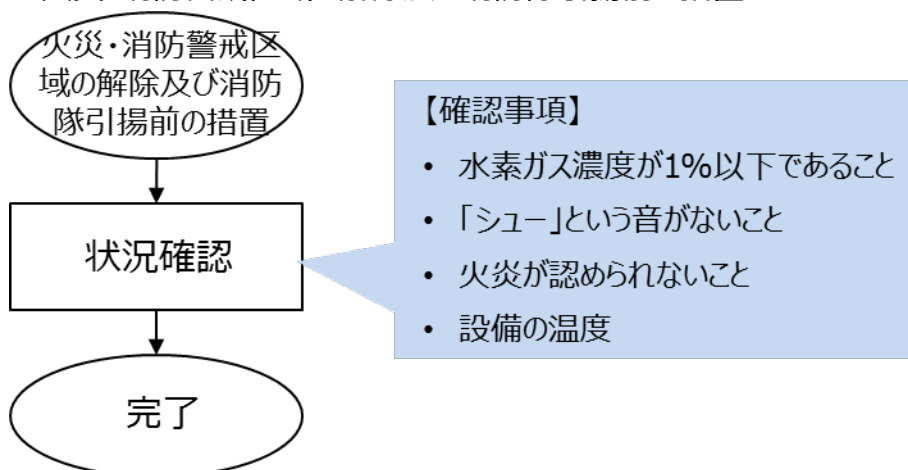 火災・消防警戒区
域の解除及び消防
隊引揚前の措置
【確認事項】
• 水素ガス濃度が1%以下であること
• 「シュー」という音がないこと
• 火炎が認められないこと
• 設備の温度
状況確認
完了